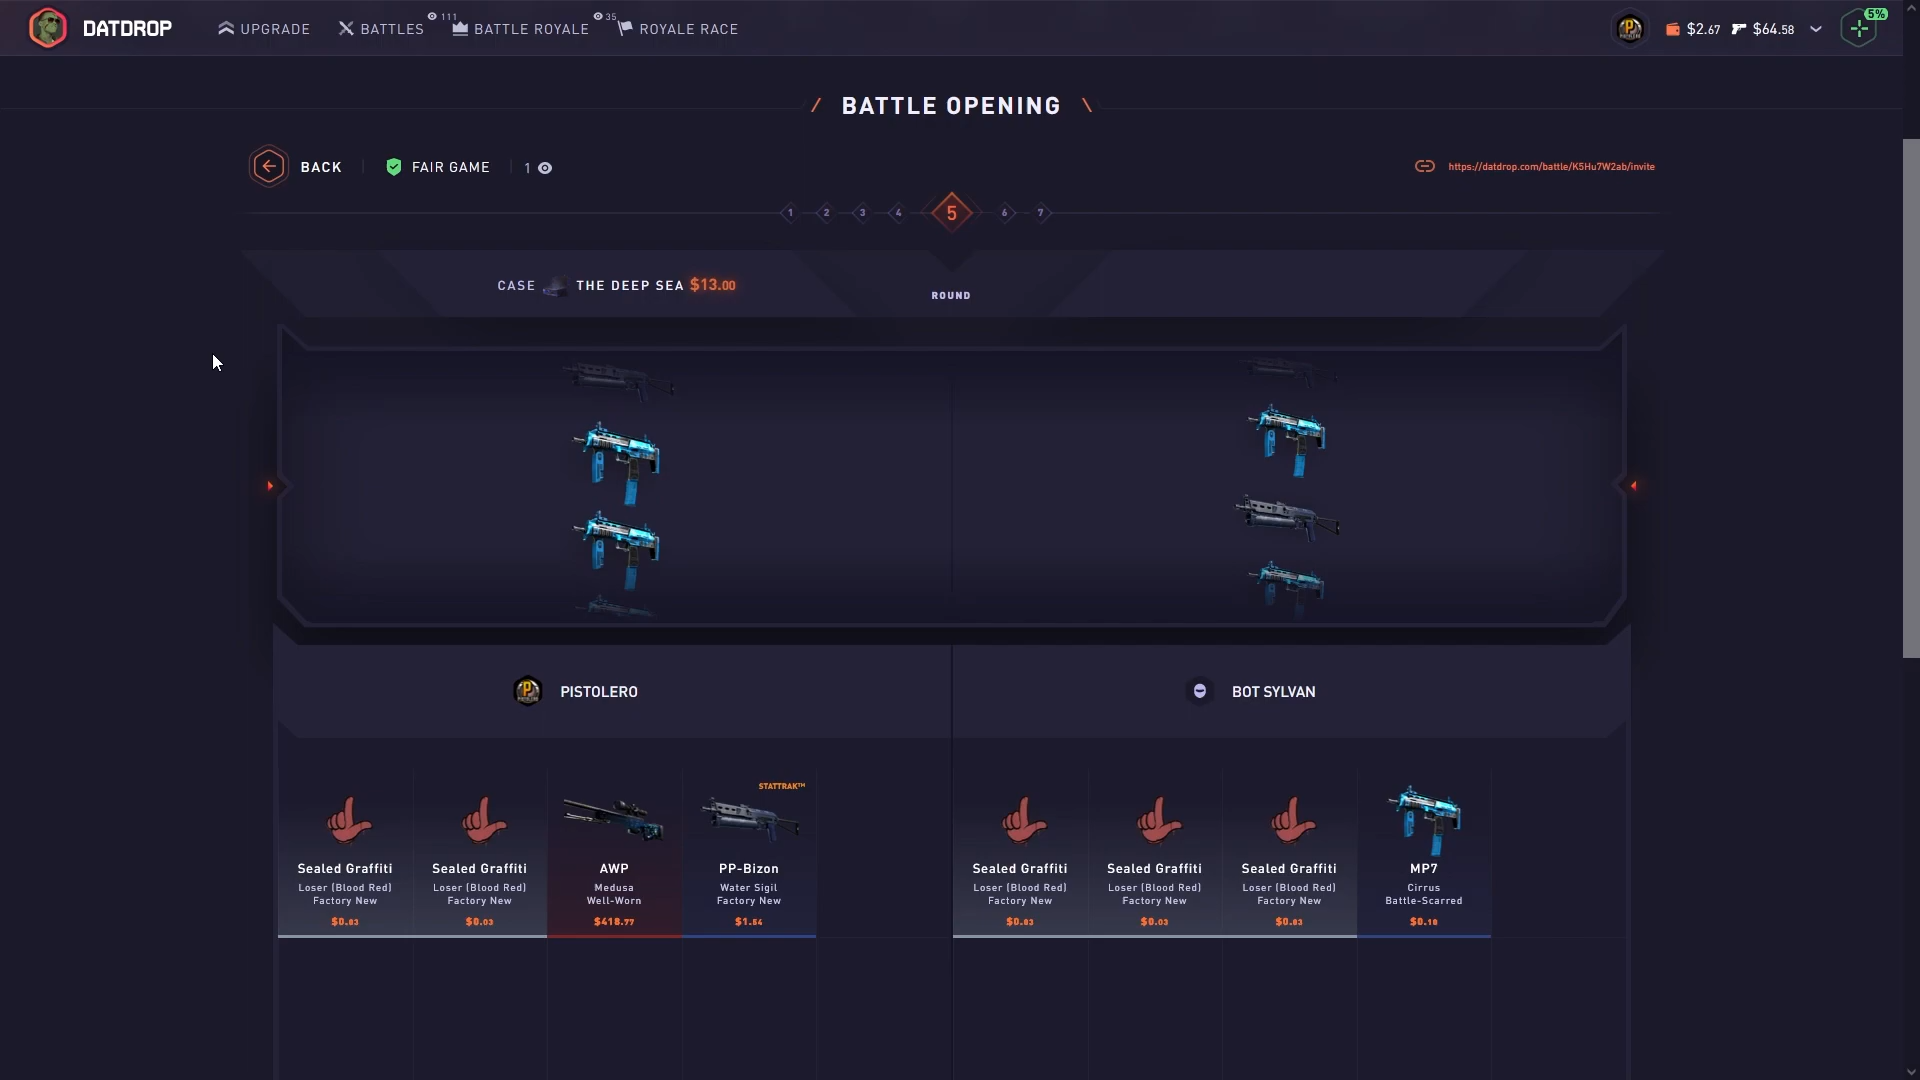 DATDROP
UPGRADE
BATTLES
111
BATTLE ROYALE
35
ROYALE RACE
$2.67
$64.58
5%
/ BATTLE OPENING \
BACK
FAIR GAME
1
https://datdrop.com/battle/K5Hu7W2ab/invite
1 2 3 4 5 6 7
CASE THE DEEP SEA $13.00
ROUND
PISTOLERO
BOT SYLVAN
Sealed Graffiti
Loser (Blood Red)
Factory New
$0.03
Sealed Graffiti
Loser (Blood Red)
Factory New
$0.03
AWP
Medusa
Well-Worn
$418.77
STATTRAK™
PP-Bizon
Water Sigil
Factory New
$1.54
Sealed Graffiti
Loser (Blood Red)
Factory New
$0.03
Sealed Graffiti
Loser (Blood Red)
Factory New
$0.03
Sealed Graffiti
Loser (Blood Red)
Factory New
$0.03
MP7
Cirrus
Battle-Scarred
$0.18